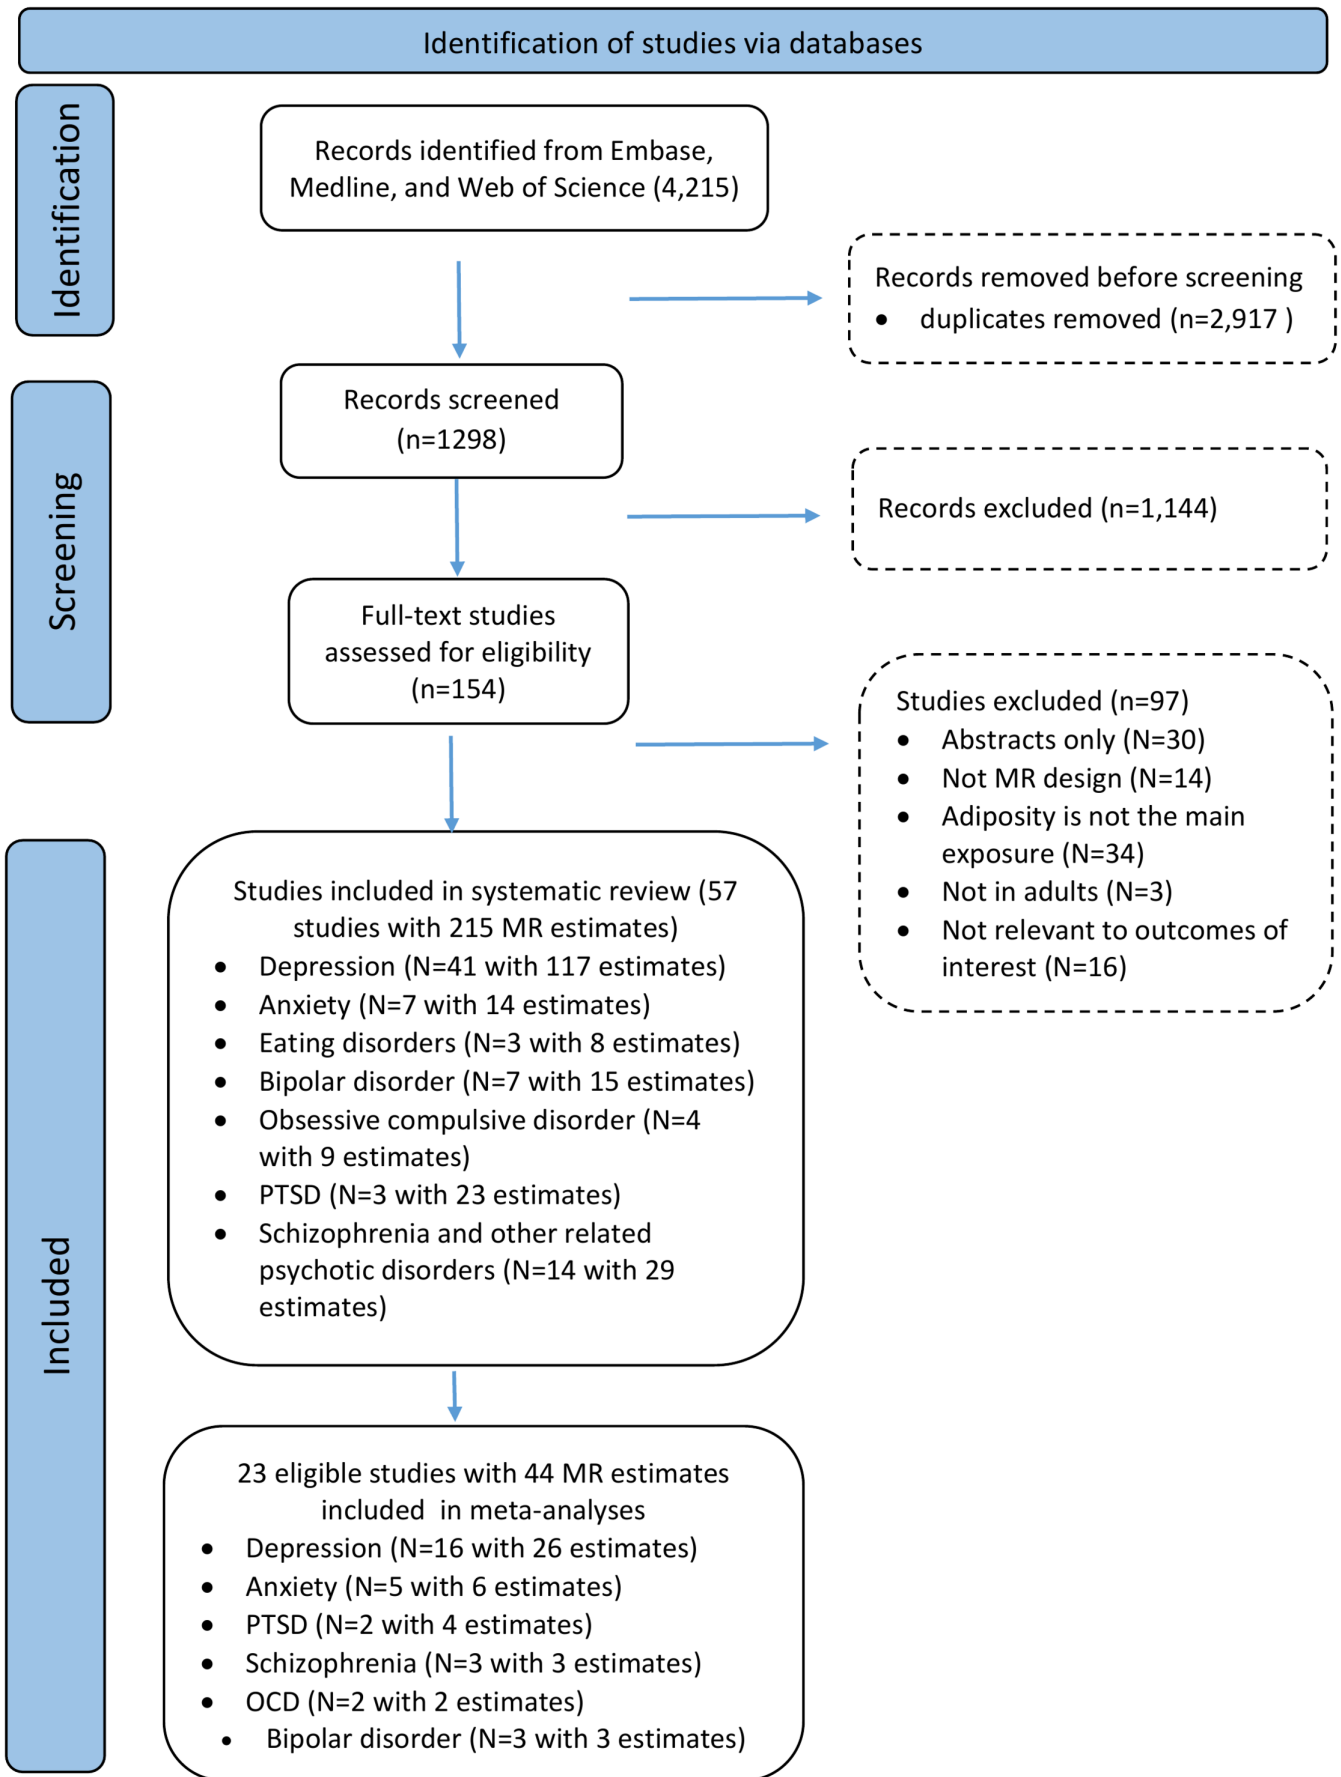 Identification of studies via databases
Identification
Records identified from Embase,
Medline, and Web of Science (4,215)
Records removed before screening
• duplicates removed (n=2,917 )
Screening
Records screened
(n=1298)
Records excluded (n=1,144)
Full-text studies
assessed for eligibility
(n=154)
Studies excluded (n=97)
• Abstracts only (N=30)
• Not MR design (N=14)
• Adiposity is not the main
exposure (N=34)
• Not in adults (N=3)
• Not relevant to outcomes of
interest (N=16)
Included
Studies included in systematic review (57
studies with 215 MR estimates)
• Depression (N=41 with 117 estimates)
• Anxiety (N=7 with 14 estimates)
• Eating disorders (N=3 with 8 estimates)
• Bipolar disorder (N=7 with 15 estimates)
• Obsessive compulsive disorder (N=4
with 9 estimates)
• PTSD (N=3 with 23 estimates)
• Schizophrenia and other related
psychotic disorders (N=14 with 29
estimates)
23 eligible studies with 44 MR estimates
included  in meta-analyses
• Depression (N=16 with 26 estimates)
• Anxiety (N=5 with 6 estimates)
• PTSD (N=2 with 4 estimates)
• Schizophrenia (N=3 with 3 estimates)
• OCD (N=2 with 2 estimates)
• Bipolar disorder (N=3 with 3 estimates)